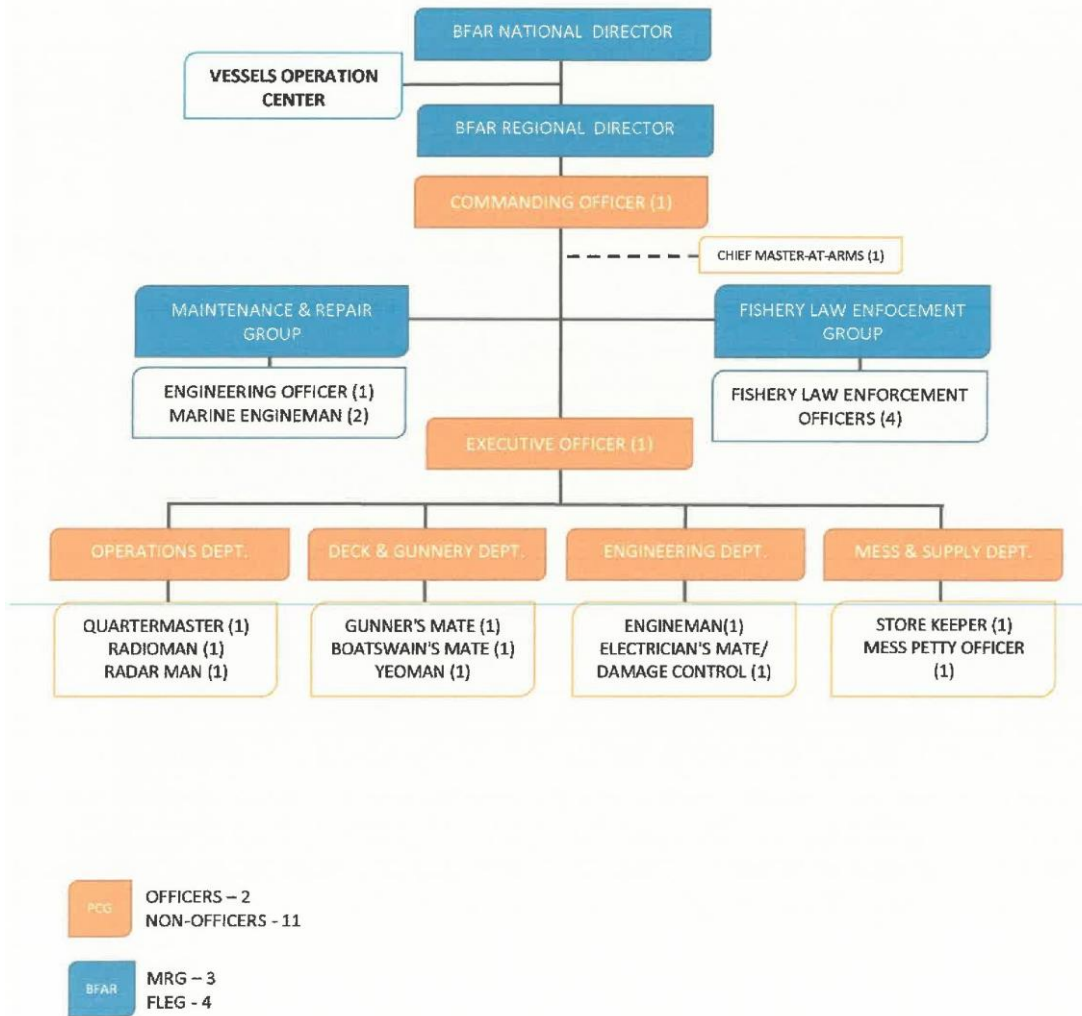 BFAR NATIONAL DIRECTOR
VESSELS OPERATION
CENTER
BFAR REGIONAL DIRECTOR
COMMANDING OFFICER (1)
CHIEF MASTER-AT-ARMS (1)
MAINTENANCE & REPAIR
GROUP
FISHERY LAW ENFOCEMENT
GROUP
ENGINEERING OFFICER (1)
MARINE ENGINEMAN (2)
FISHERY LAW ENFORCEMENT
OFFICERS (4)
EXECUTIVE OFFICER (1)
OPERATIONS DEPT.
DECK & GUNNERY DEPT.
ENGINEERING DEPT.
MESS & SUPPLY DEPT.
QUARTERMASTER (1)
RADIOMAN (1)
RADAR MAN (1)
GUNNER'S MATE (1)
BOATSWAIN'S MATE (1)
YEOMAN (1)
ENGINEMAN(1)
ELECTRICIAN'S MATE/
DAMAGE CONTROL (1)
STORE KEEPER (1)
MESS PETTY OFFICER
(1)
PCG
OFFICERS – 2
NON-OFFICERS - 11
BFAR
MRG – 3
FLEG - 4